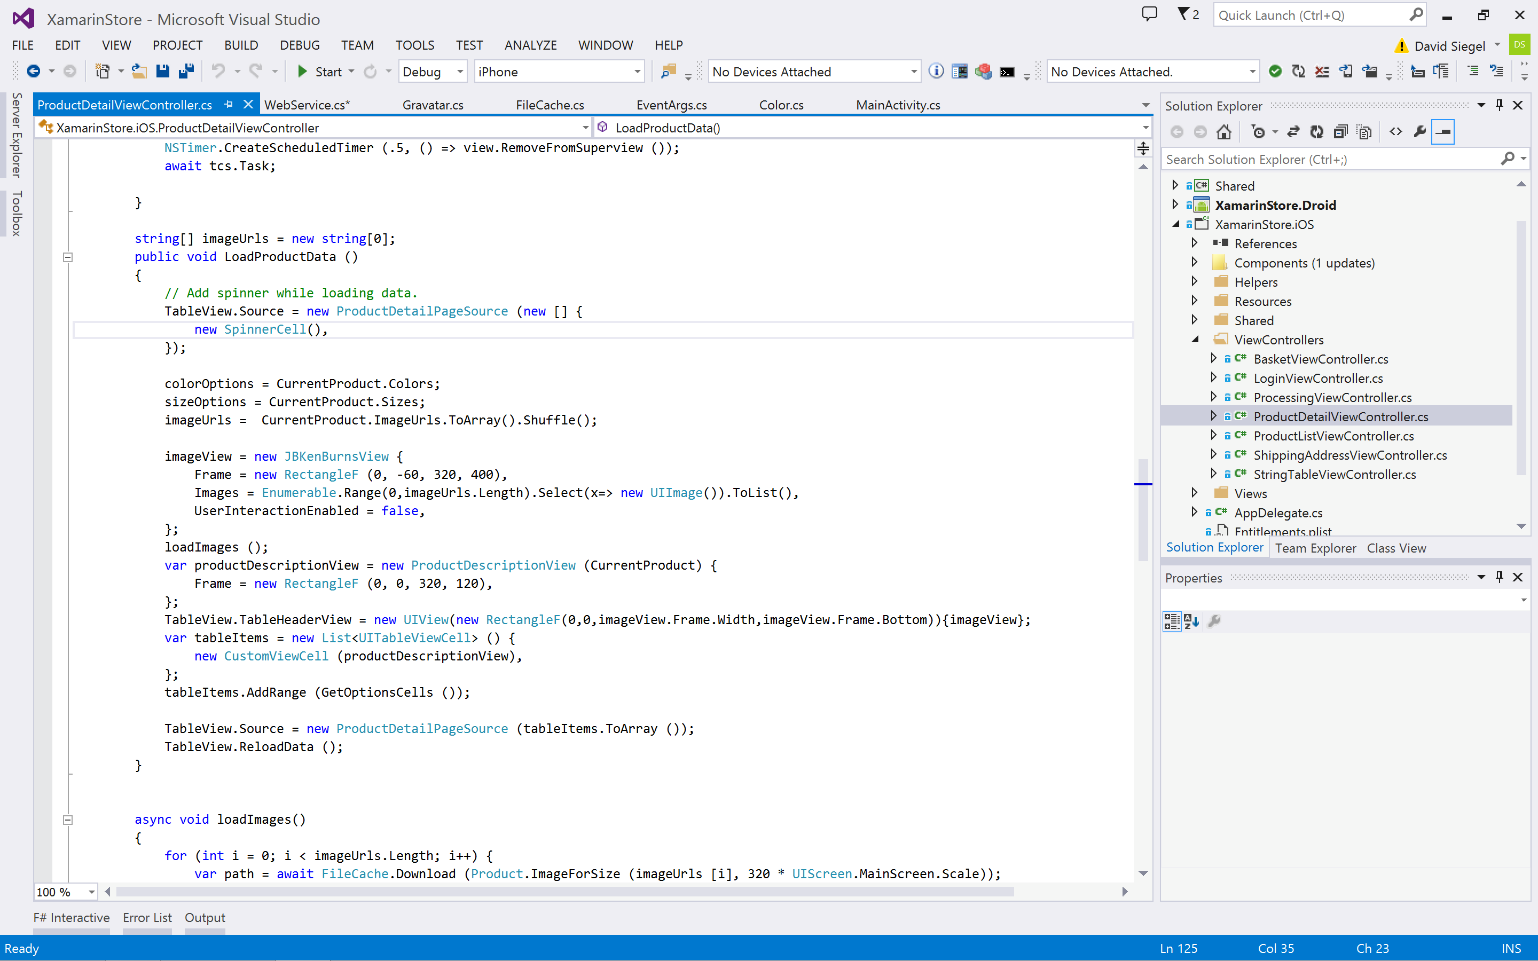 XamarinStore - Microsoft Visual Studio
2
Quick Launch (Ctrl+Q)
FILE EDIT VIEW PROJECT BUILD DEBUG TEAM TOOLS TEST ANALYZE WINDOW HELP
David Siegel
DS
Start Debug iPhone No Devices Attached No Devices Attached.
Server Explorer
Toolbox
ProductDetailViewController.cs WebService.cs* Gravatar.cs FileCache.cs EventArgs.cs Color.cs MainActivity.cs
XamarinStore.iOS.ProductDetailViewController LoadProductData()
NSTimer.CreateScheduledTimer (.5, () => view.RemoveFromSuperview ());
await tcs.Task;
}
string[] imageUrls = new string[0];
public void LoadProductData ()
{
// Add spinner while loading data.
TableView.Source = new ProductDetailPageSource (new [] {
new SpinnerCell(),
});
colorOptions = CurrentProduct.Colors;
sizeOptions = CurrentProduct.Sizes;
imageUrls =  CurrentProduct.ImageUrls.ToArray().Shuffle();
imageView = new JBKenBurnsView {
Frame = new RectangleF (0, -60, 320, 400),
Images = Enumerable.Range(0,imageUrls.Length).Select(x=> new UIImage()).ToList(),
UserInteractionEnabled = false,
};
loadImages ();
var productDescriptionView = new ProductDescriptionView (CurrentProduct) {
Frame = new RectangleF (0, 0, 320, 120),
};
TableView.TableHeaderView = new UIView(new RectangleF(0,0,imageView.Frame.Width,imageView.Frame.Bottom)){imageView};
var tableItems = new List<UITableViewCell> () {
new CustomViewCell (productDescriptionView),
};
tableItems.AddRange (GetOptionsCells ());
TableView.Source = new ProductDetailPageSource (tableItems.ToArray ());
TableView.ReloadData ();
}
async void loadImages()
{
for (int i = 0; i < imageUrls.Length; i++) {
var path = await FileCache.Download (Product.ImageForSize (imageUrls [i], 320 * UIScreen.MainScreen.Scale));
100 %
Solution Explorer
Search Solution Explorer (Ctrl+;)
C# Shared
XamarinStore.Droid
XamarinStore.iOS
References
Components (1 updates)
Helpers
Resources
Shared
ViewControllers
C# BasketViewController.cs
C# LoginViewController.cs
C# ProcessingViewController.cs
C# ProductDetailViewController.cs
C# ProductListViewController.cs
C# ShippingAddressViewController.cs
C# StringTableViewController.cs
Views
C# AppDelegate.cs
Entitlements.plist
Solution Explorer Team Explorer Class View
Properties
F# Interactive Error List Output
Ready Ln 125 Col 35 Ch 23 INS